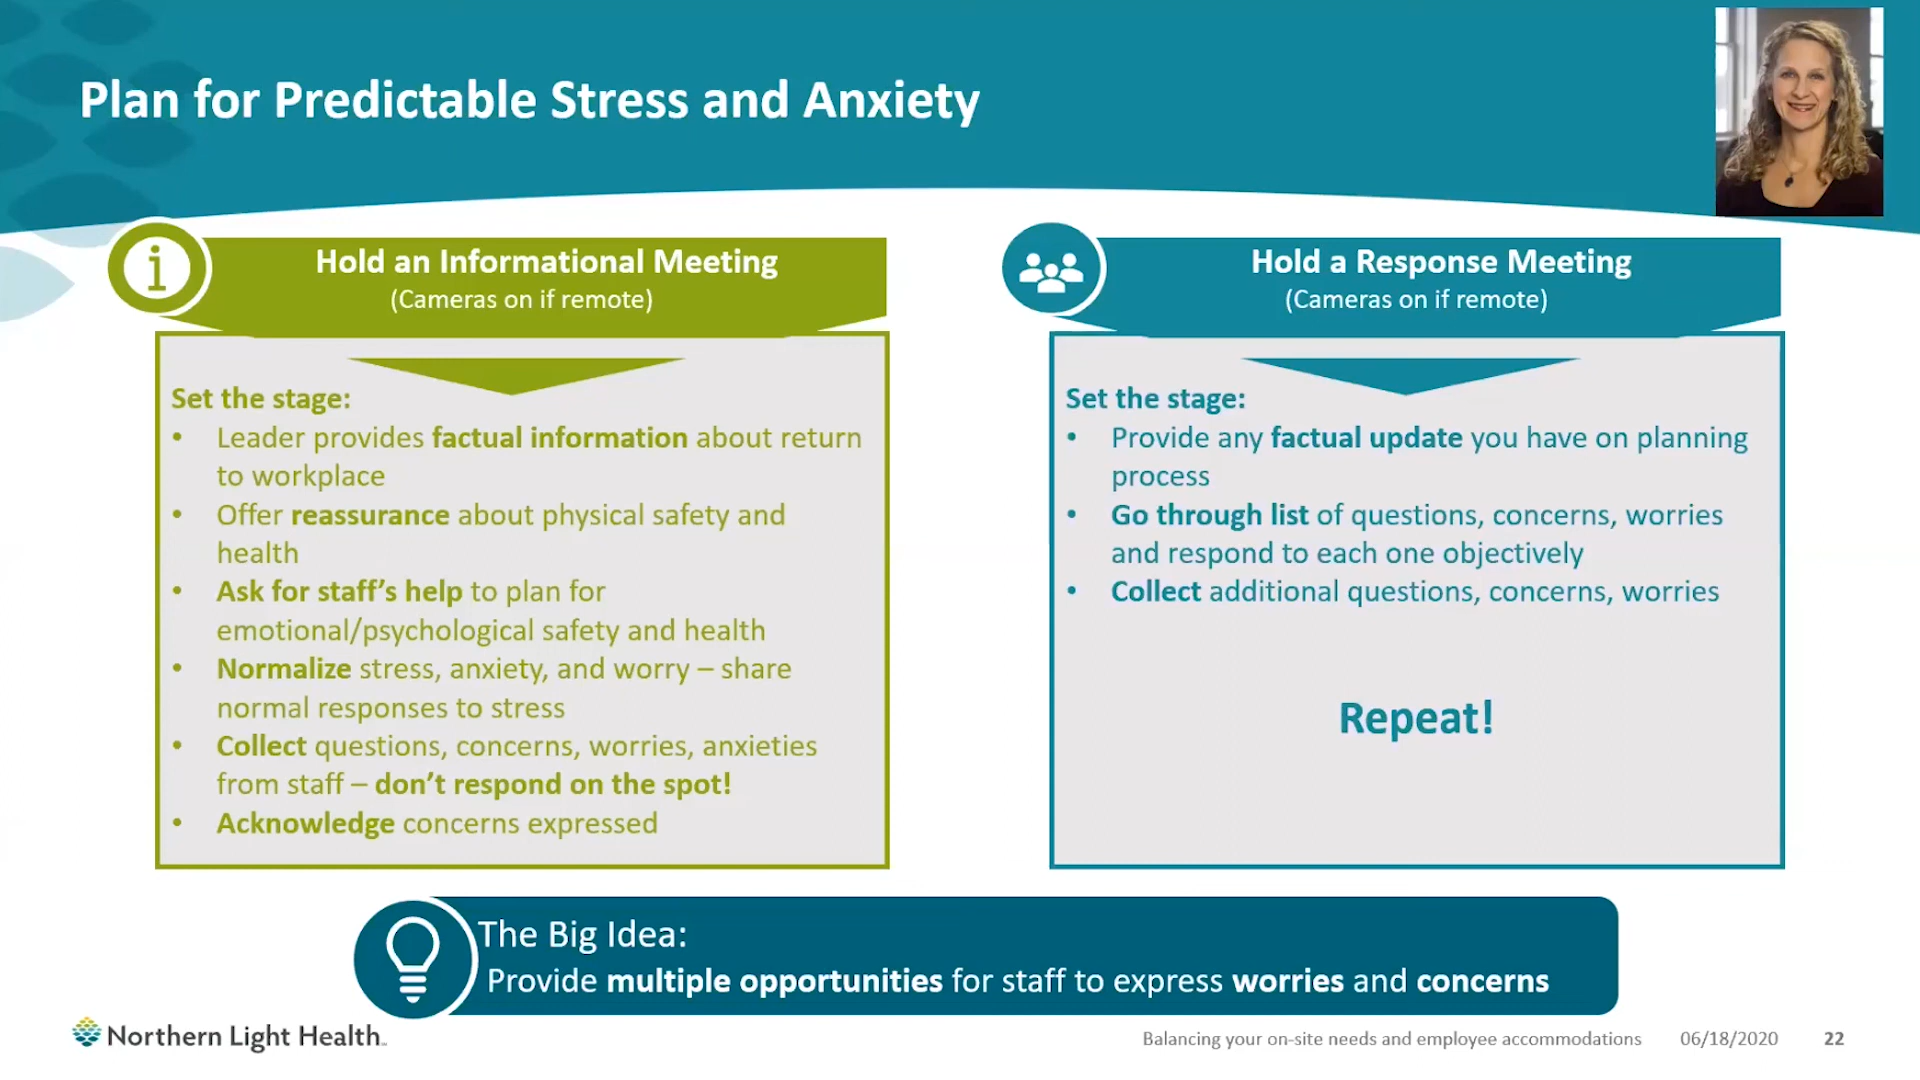 Plan for Predictable Stress and Anxiety
Hold an Informational Meeting
(Cameras on if remote)
Set the stage:
• Leader provides factual information about return
to workplace
• Offer reassurance about physical safety and
health
• Ask for staff’s help to plan for
emotional/psychological safety and health
• Normalize stress, anxiety, and worry – share
normal responses to stress
• Collect questions, concerns, worries, anxieties
from staff – don’t respond on the spot!
• Acknowledge concerns expressed
Hold a Response Meeting
(Cameras on if remote)
Set the stage:
• Provide any factual update you have on planning
process
• Go through list of questions, concerns, worries
and respond to each one objectively
• Collect additional questions, concerns, worries
Repeat!
The Big Idea:
Provide multiple opportunities for staff to express worries and concerns
Northern Light Health
Balancing your on-site needs and employee accommodations 06/18/2020 22